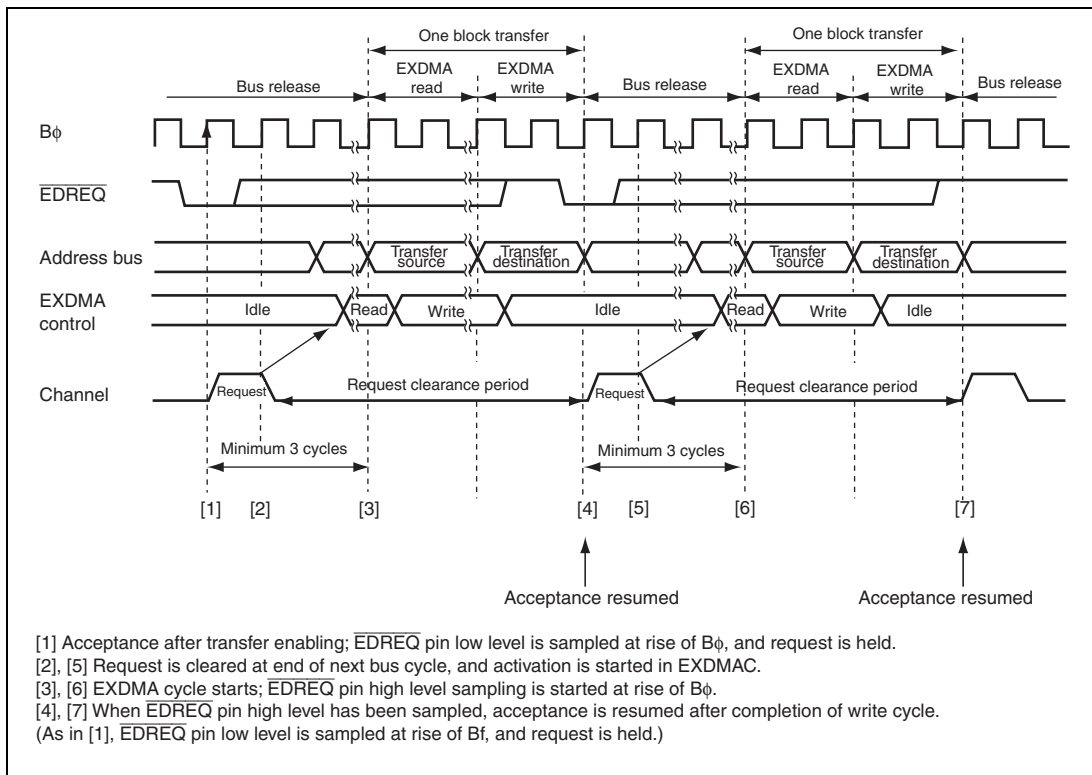 One block transfer One block transfer
Bus release EXDMA read EXDMA write Bus release EXDMA read EXDMA write Bus release
Bϕ
EDREQ
Address bus Transfer source Transfer destination Transfer source Transfer destination
EXDMA control Idle Read Write Idle Read Write Idle
Channel Request Request clearance period Request Request clearance period
Minimum 3 cycles Minimum 3 cycles
[1] [2] [3] [4] [5] [6] [7]
Acceptance resumed Acceptance resumed
[1] Acceptance after transfer enabling; EDREQ pin low level is sampled at rise of Bϕ, and request is held.
[2], [5] Request is cleared at end of next bus cycle, and activation is started in EXDMAC.
[3], [6] EXDMA cycle starts; EDREQ pin high level sampling is started at rise of Bϕ.
[4], [7] When EDREQ pin high level has been sampled, acceptance is resumed after completion of write cycle.
(As in [1], EDREQ pin low level is sampled at rise of Bf, and request is held.)